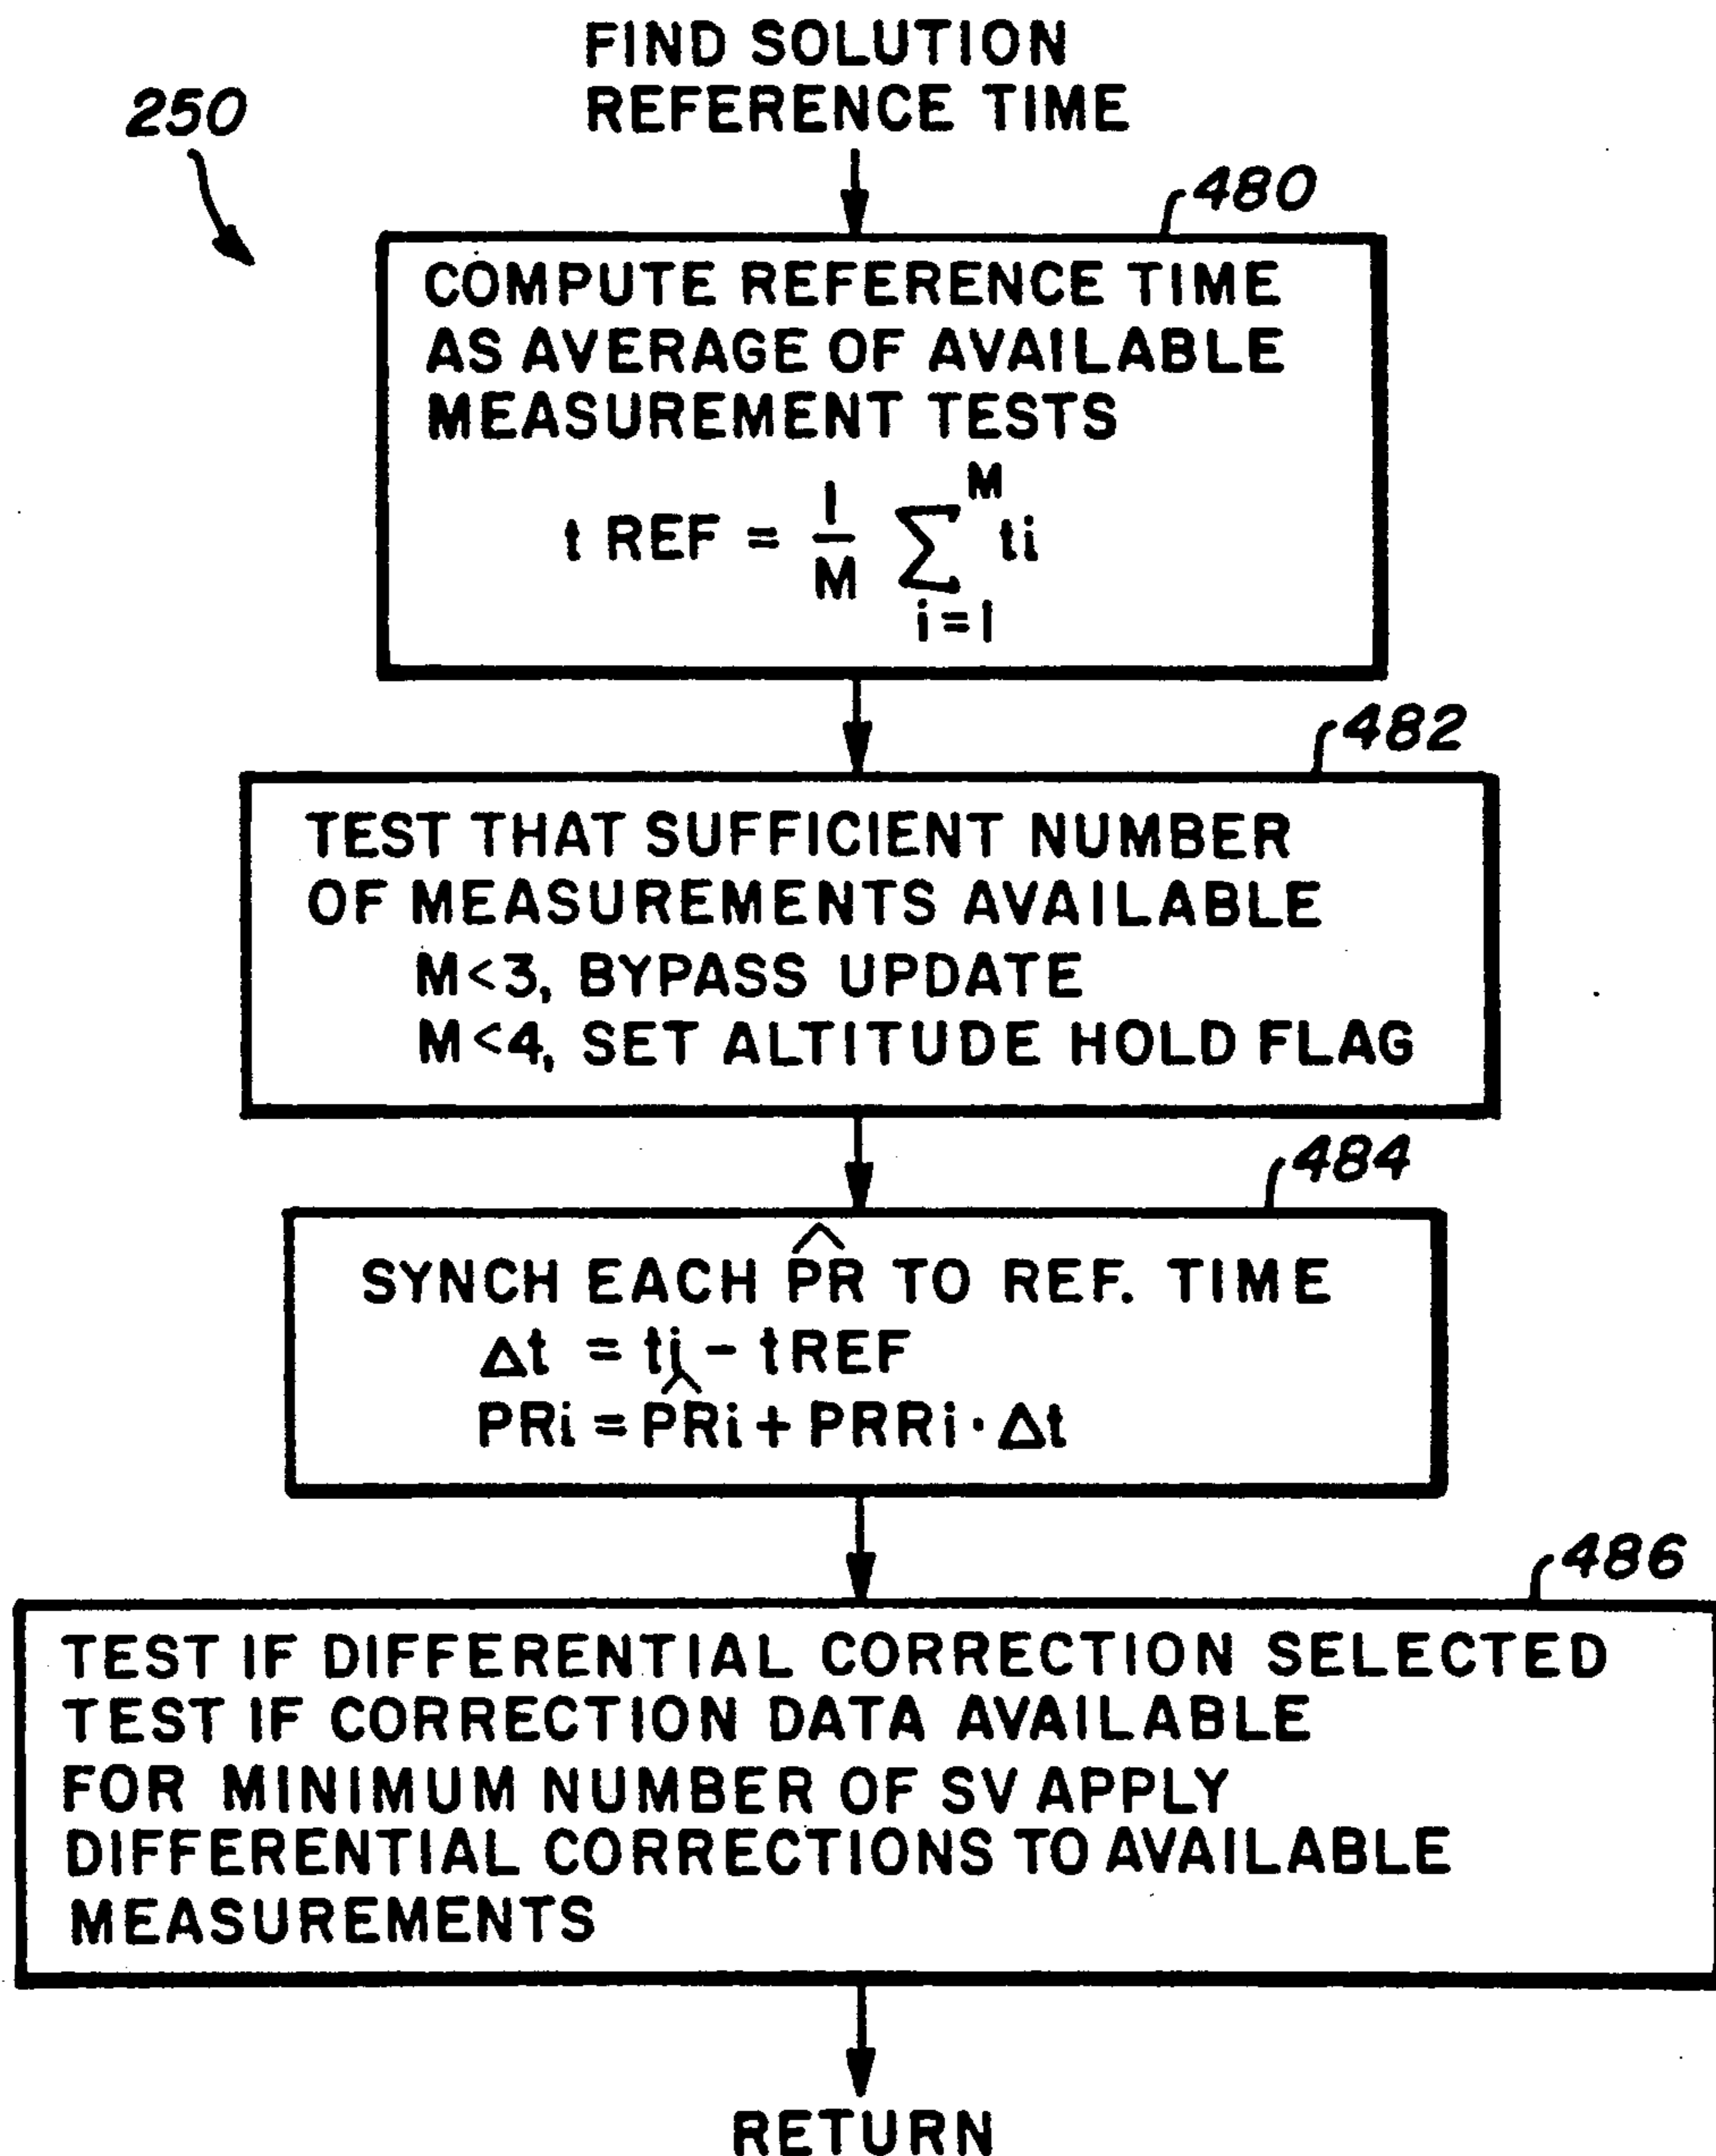 FIND SOLUTION
REFERENCE TIME
250
480
COMPUTE REFERENCE TIME
AS AVERAGE OF AVAILABLE
MEASUREMENT TESTS
t REF = 1/M ∑ i=1 M ti
482
TEST THAT SUFFICIENT NUMBER
OF MEASUREMENTS AVAILABLE
M<3, BYPASS UPDATE
M<4, SET ALTITUDE HOLD FLAG
484
SYNCH EACH P̂R TO REF. TIME
Δt = ti - tREF
PRi = P̂Ri + PRRi · Δt
486
TEST IF DIFFERENTIAL CORRECTION SELECTED
TEST IF CORRECTION DATA AVAILABLE
FOR MINIMUM NUMBER OF SV APPLY
DIFFERENTIAL CORRECTIONS TO AVAILABLE
MEASUREMENTS
RETURN